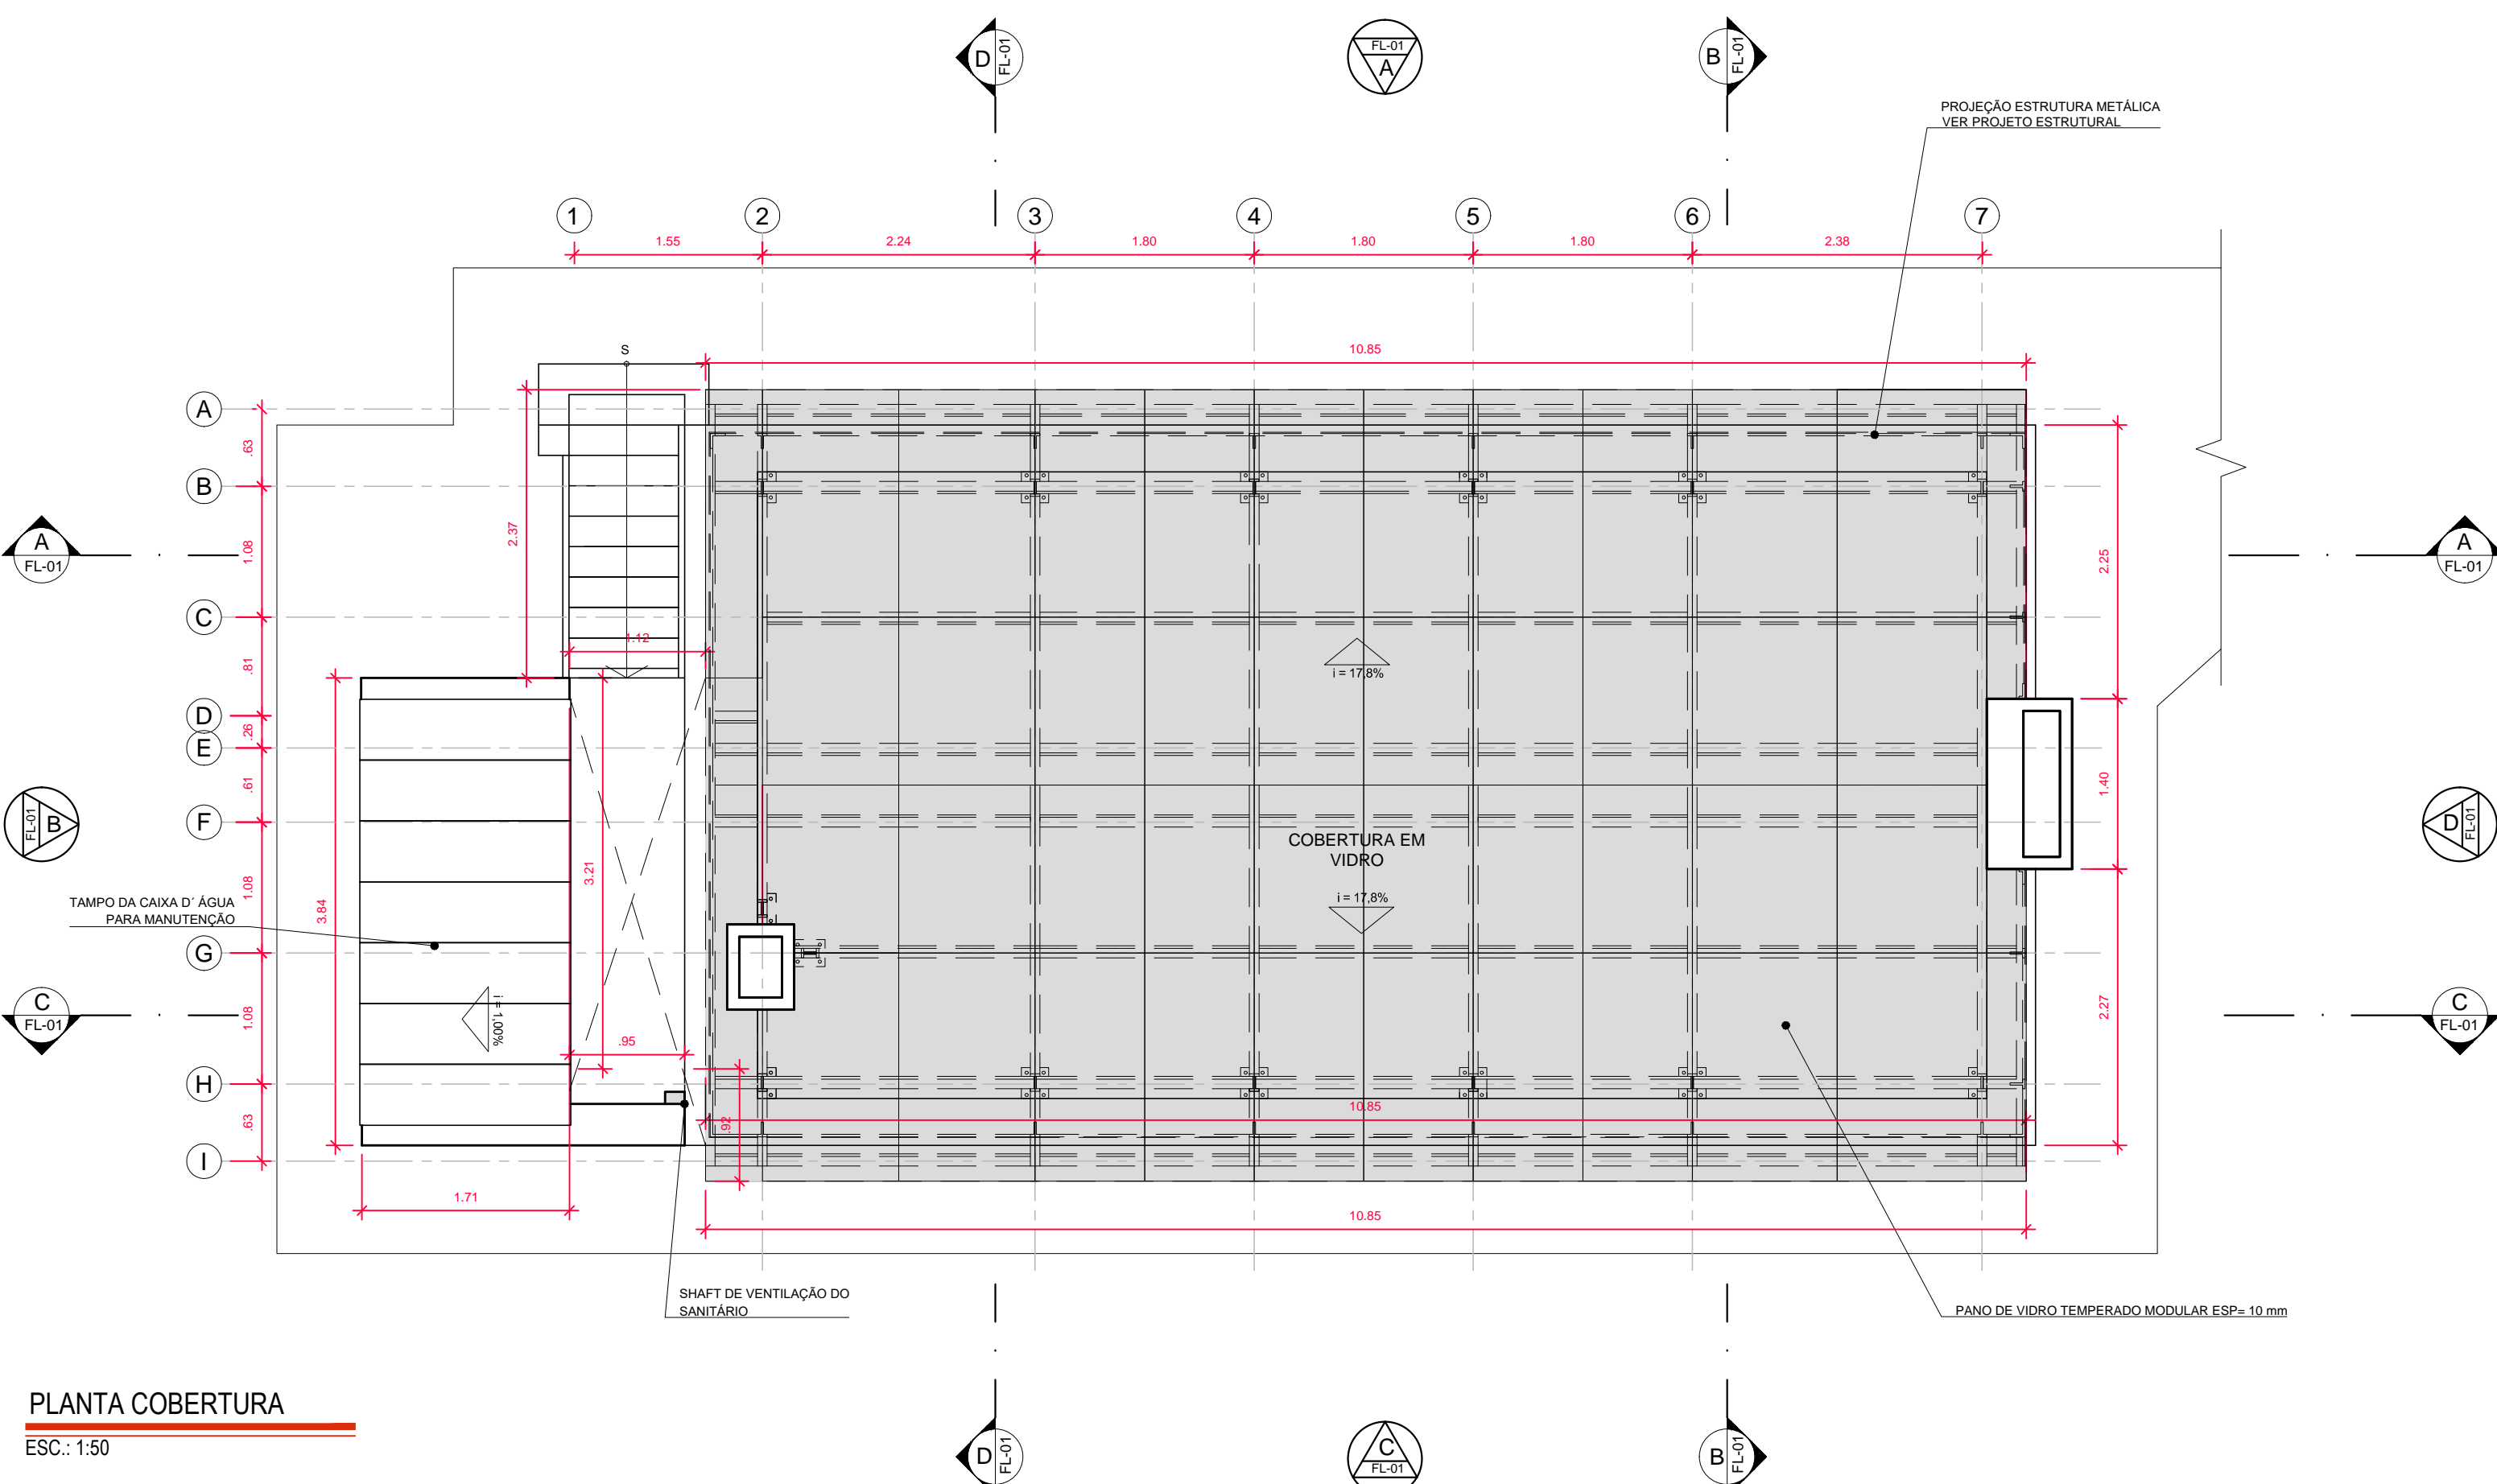 D
FL-01
FL-01
A
B
FL-01
PROJEÇÃO ESTRUTURA METÁLICA
VER PROJETO ESTRUTURAL
1
2
3
4
5
6
7
1.55
2.24
1.80
1.80
1.80
2.38
S
10.85
A
.63
B
2.37
1.08
A
FL-01
A
FL-01
2.25
C
1.12
.81
i = 17,8%
D
.26
E
.61
1.40
F
FL-01
B
D
FL-01
COBERTURA EM
VIDRO
3.21
1.08
3.84
i = 17,8%
TAMPO DA CAIXA D´ ÁGUA
PARA MANUTENÇÃO
G
C
FL-01
1.08
i = 1,00%
2.27
C
FL-01
.95
H
10.85
.92
.63
I
1.71
10.85
SHAFT DE VENTILAÇÃO DO
SANITÁRIO
PANO DE VIDRO TEMPERADO MODULAR ESP= 10 mm
PLANTA COBERTURA
ESC.: 1:50
D
FL-01
C
FL-01
B
FL-01